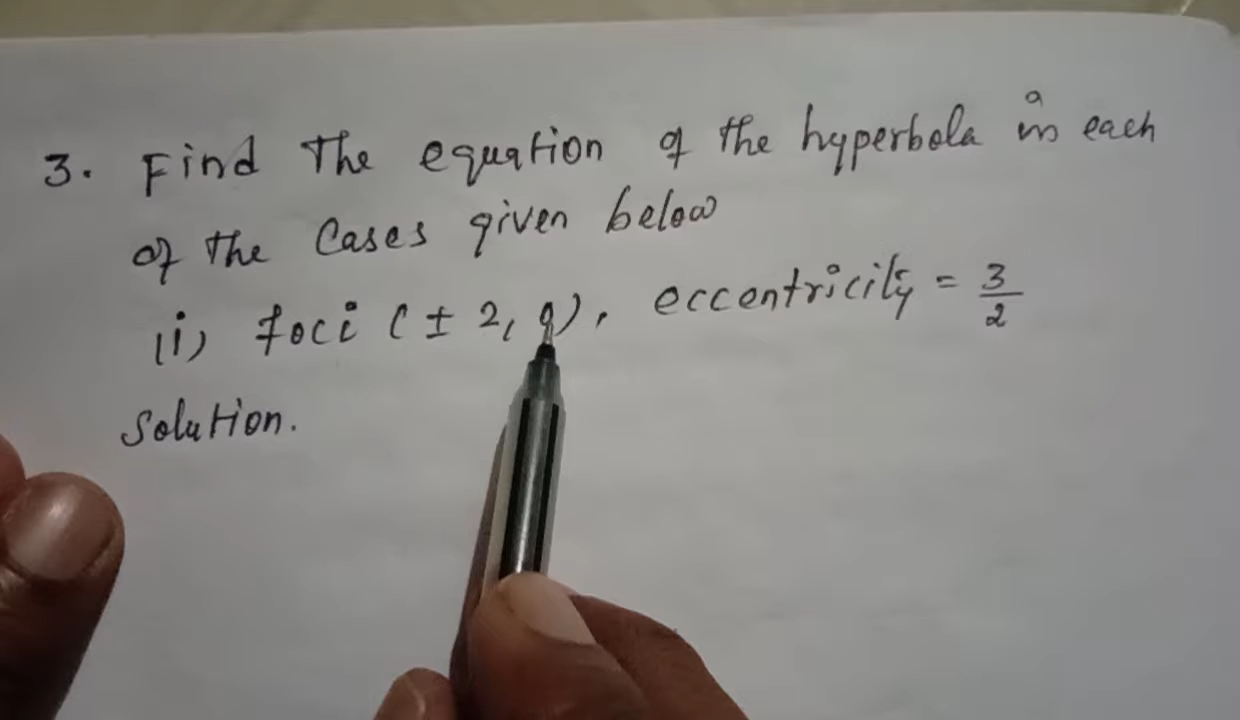 3. Find The equation of the hyperbola in each
of the Cases given below
(i) foci (± 2, 0), eccentricity = 3/2
Solution.